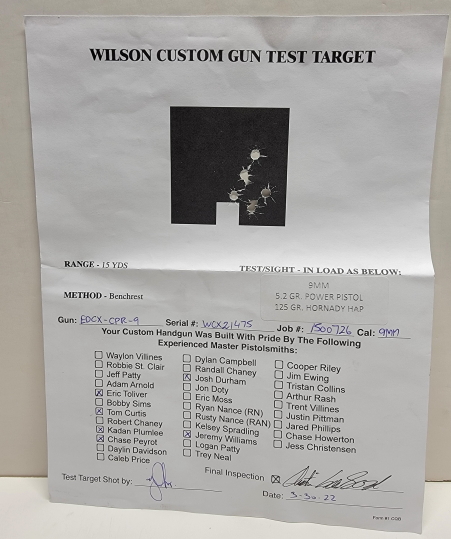 WILSON CUSTOM GUN TEST TARGET
RANGE - 15 YDS
TEST/SIGHT - IN LOAD AS BELOW:
METHOD - Benchrest
9MM
5.2 GR. POWER PISTOL
125 GR. HORNADY HAP
Gun: EDCX-CPR-9 Serial #: WCX21475 Job #: 1500726 Cal: 9MM
Your Custom Handgun Was Built With Pride By The Following
Experienced Master Pistolsmiths:
Waylon Villines
Robbie St. Clair
Jeff Patty
Adam Arnold
Eric Toliver
Bobby Sims
Tom Curtis
Robert Chaney
Kadan Plumlee
Chase Peyrot
Daylin Davidson
Caleb Price
Dylan Campbell
Randall Chaney
Josh Durham
Jon Doty
Eric Moss
Ryan Nance (RN)
Rusty Nance (RAN)
Kelsey Spradling
Jeremy Williams
Logan Patty
Trey Neal
Cooper Riley
Jim Ewing
Tristan Collins
Arthur Rash
Trent Villines
Justin Pittman
Jared Phillips
Chase Howerton
Jess Christensen
Test Target Shot by:
Final Inspection
Date: 3-30-22